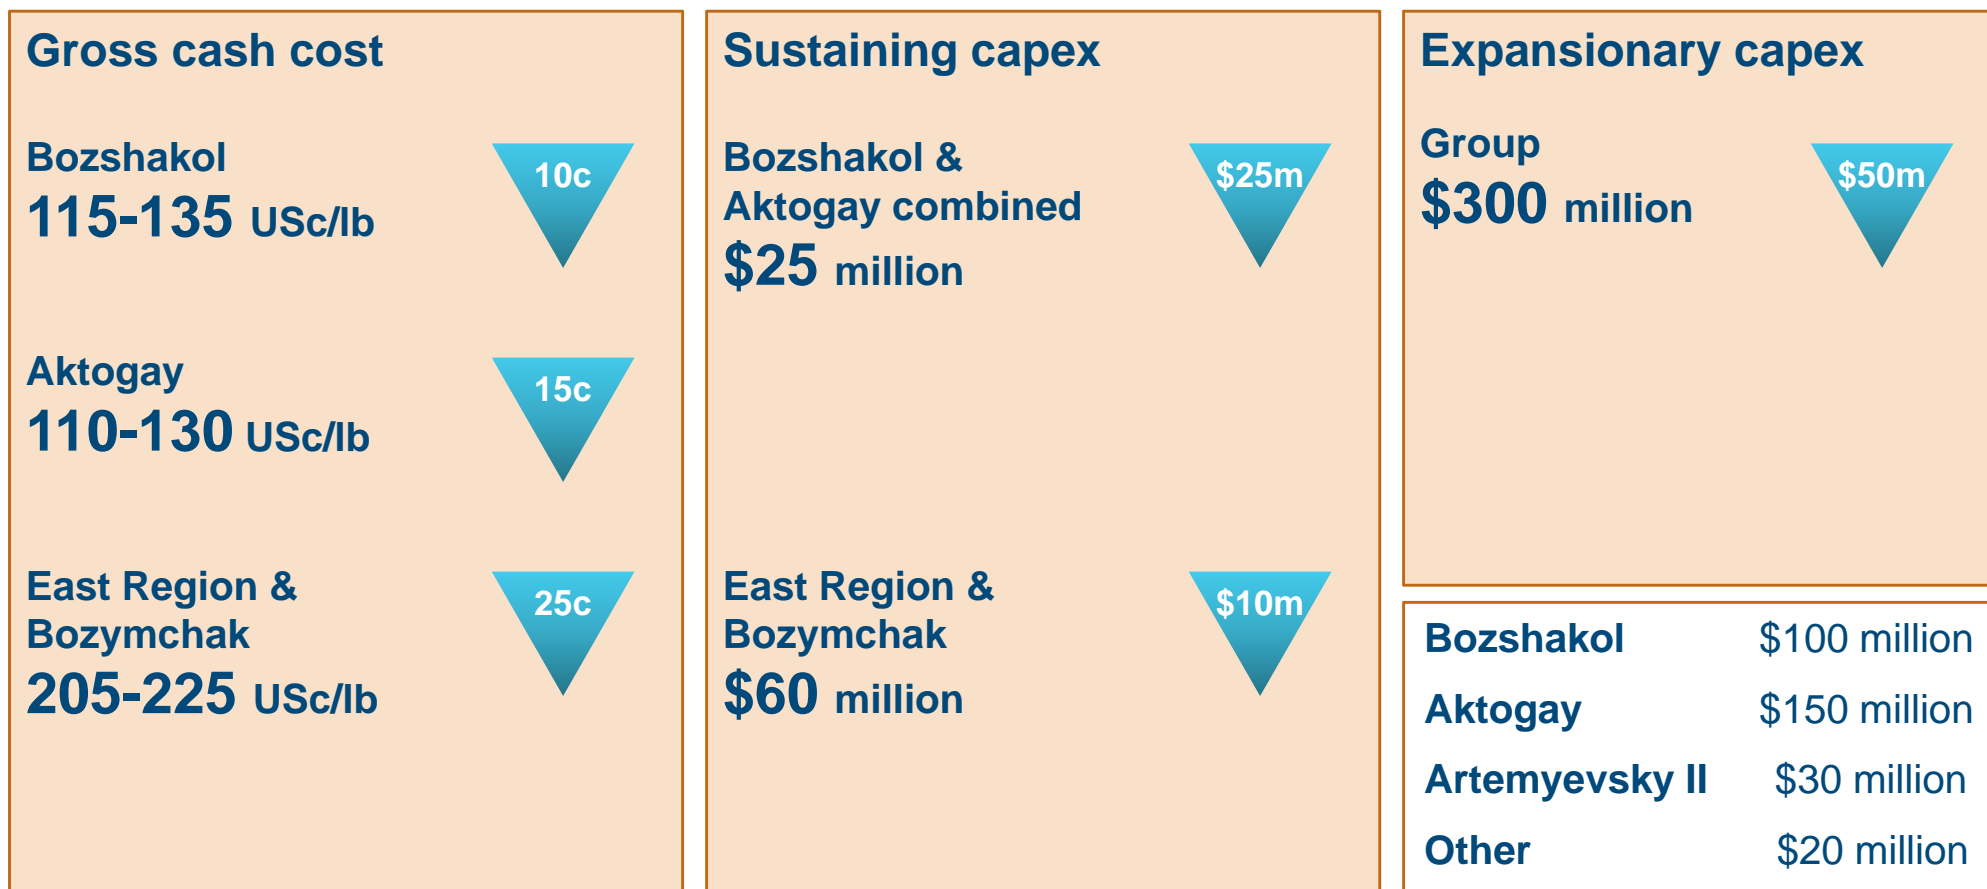 Gross cash cost
Bozshakol
115-135 USc/lb
10c
Aktogay
110-130 USc/lb
15c
East Region &
Bozymchak
205-225 USc/lb
25c
Sustaining capex
Bozshakol &
Aktogay combined
$25 million
$25m
East Region &
Bozymchak
$60 million
$10m
Expansionary capex
Group
$300 million
$50m
Bozshakol $100 million
Aktogay $150 million
Artemyevsky II $30 million
Other $20 million